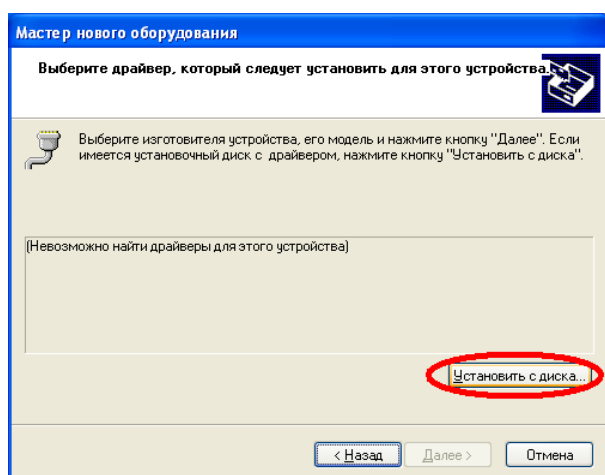 Мастер нового оборудования
Выберите драйвер, который следует установить для этого устройства.
Выберите изготовителя устройства, его модель и нажмите кнопку "Далее". Если
имеется установочный диск с драйвером, нажмите кнопку "Установить с диска".
(Невозможно найти драйверы для этого устройства)
Установить с диска...
< Назад
Далее >
Отмена